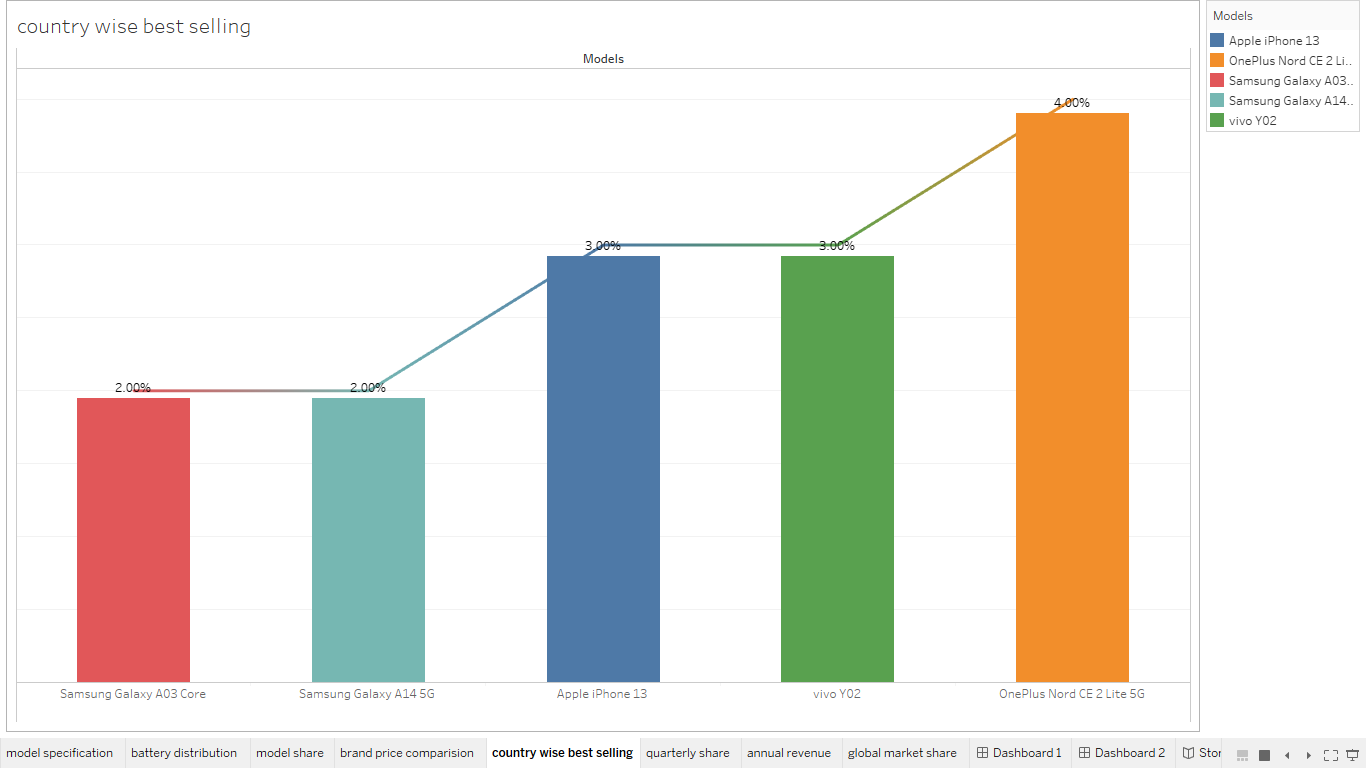 country wise best selling
Models
4.00%
3.00%
3.00%
2.00%
2.00%
Samsung Galaxy A03 Core
Samsung Galaxy A14 5G
Apple iPhone 13
vivo Y02
OnePlus Nord CE 2 Lite 5G
Models
Apple iPhone 13
OnePlus Nord CE 2 Li..
Samsung Galaxy A03..
Samsung Galaxy A14..
vivo Y02
model specification
battery distribution
model share
brand price comparision
country wise best selling
quarterly share
annual revenue
global market share
Dashboard 1
Dashboard 2
Stor